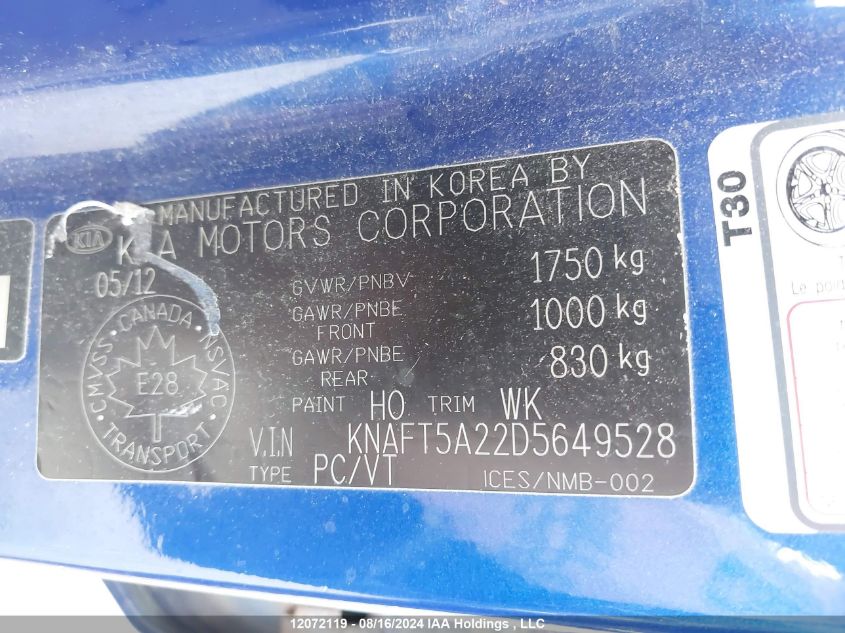 MANUFACTURED IN KOREA BY
KIA
KIA MOTORS CORPORATION
05/12
GVWR/PNBV 1750 kg
GAWR/PNBE FRONT 1000 kg
GAWR/PNBE REAR 830 kg
CMVSS · CANADA · NSVAC
E28
TRANSPORT
PAINT HO TRIM WK
V.I.N KNAFT5A22D5649528
TYPE PC/VT ICES/NMB-002
T30
Le
12072119 - 08/16/2024 IAA Holdings, LLC